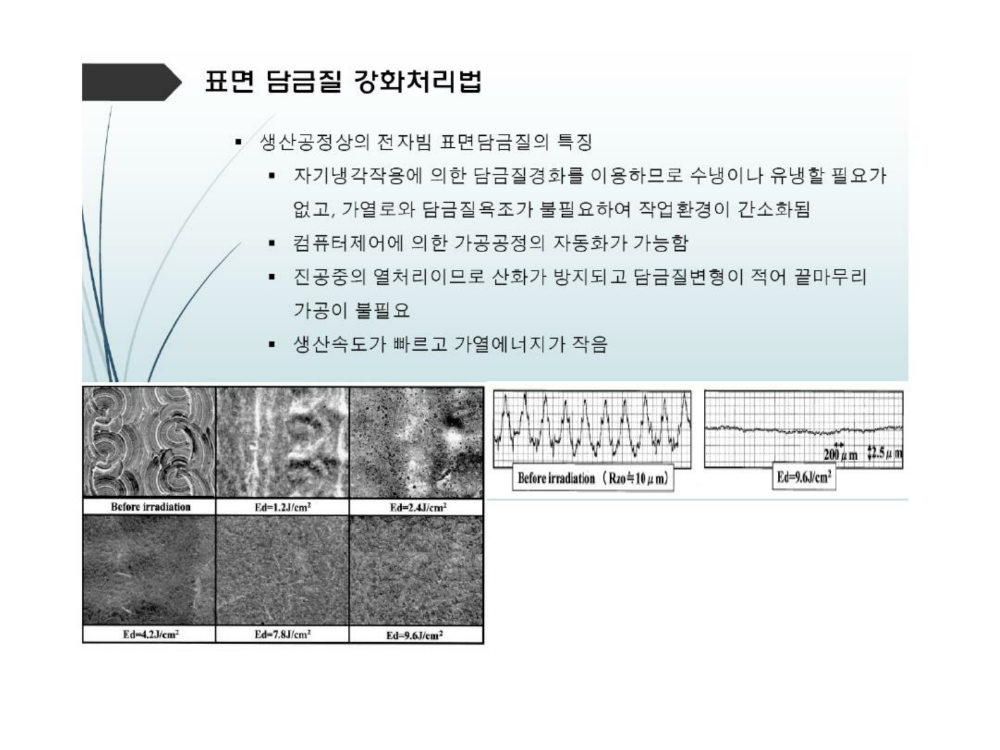 표면 담금질 강화처리법
▪ 생산공정상의 전자빔 표면담금질의 특징
▪ 자기냉각작용에 의한 담금질경화를 이용하므로 수냉이나 유냉할 필요가
없고, 가열로와 담금질욕조가 불필요하여 작업환경이 간소화됨
▪ 컴퓨터제어에 의한 가공공정의 자동화가 가능함
▪ 진공중의 열처리이므로 산화가 방지되고 담금질변형이 적어 끝마무리
가공이 불필요
▪ 생산속도가 빠르고 가열에너지가 작음
200μm 2.5μm
Before irradiation (Rzo≒10μm) Ed=9.6J/cm²
Before irradiation Ed=1.2J/cm² Ed=2.4J/cm²
Ed=4.2J/cm² Ed=7.8J/cm² Ed=9.6J/cm²